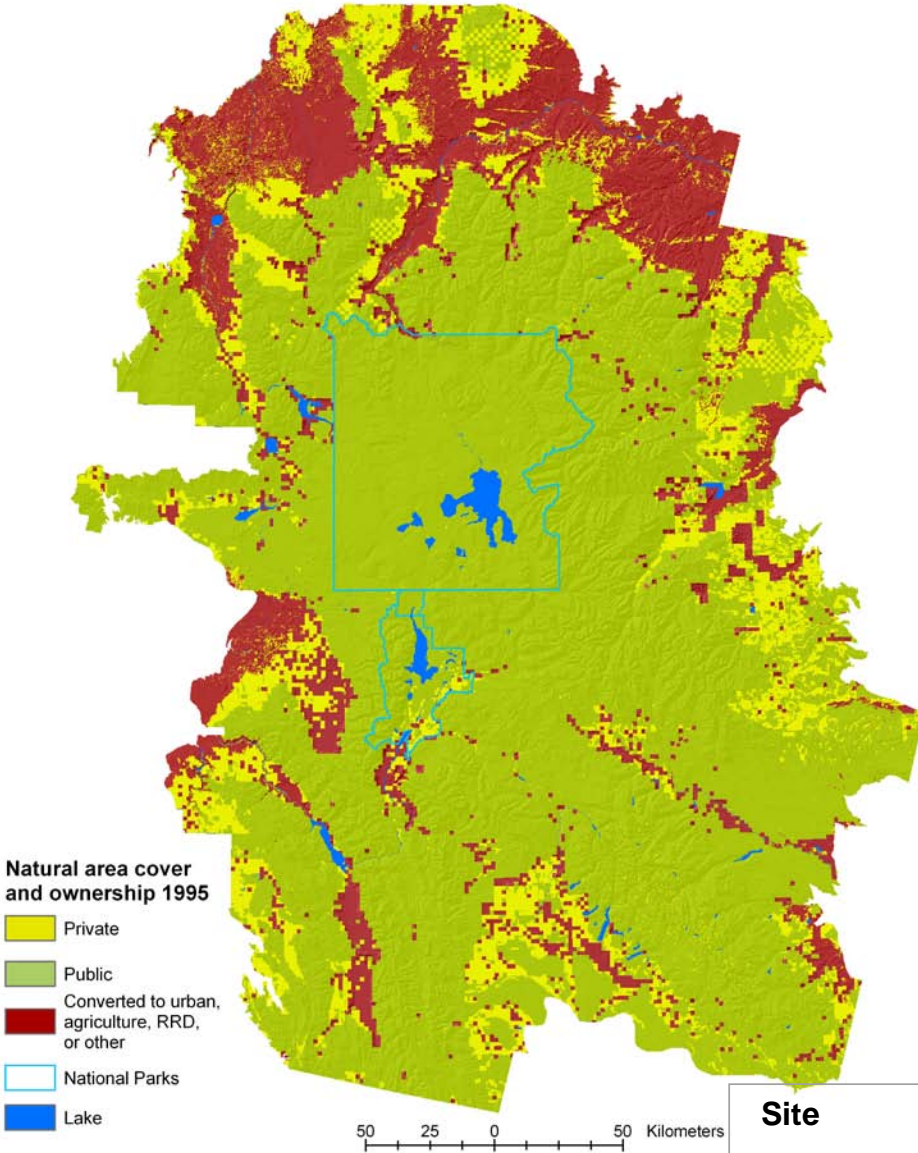 Natural area cover
and ownership 1995
Private
Public
Converted to urban,
agriculture, RRD,
or other
National Parks
Lake
50 25 0 50 Kilometers
Site